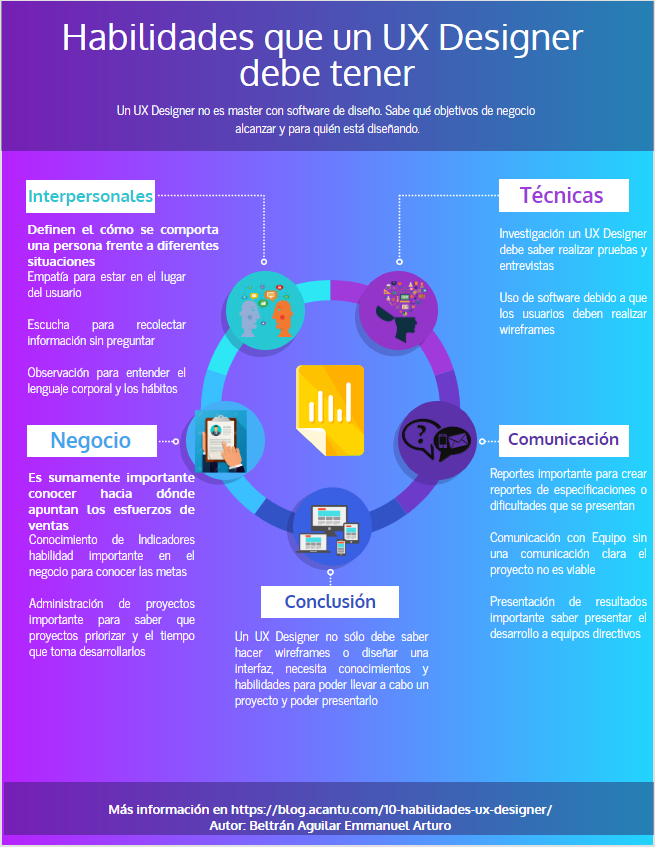 Habilidades que un UX Designer
debe tener
Un UX Designer no es master con software de diseño. Sabe qué objetivos de negocio
alcanzar y para quién está diseñando.
Interpersonales
Definen el cómo se comporta
una persona frente a diferentes
situaciones
Empatía para estar en el lugar
del usuario
Escucha para recolectar
información sin preguntar
Observación para entender el
lenguaje corporal y los hábitos
Técnicas
Investigación un UX Designer
debe saber realizar pruebas y
entrevistas
Uso de software debido a que
los usuarios deben realizar
wireframes
Negocio
Es sumamente importante
conocer hacia dónde
apuntan los esfuerzos de
ventas
Conocimiento de Indicadores
habilidad importante en el
negocio para conocer las metas
Administración de proyectos
importante para saber que
proyectos priorizar y el tiempo
que toma desarrollarlos
Comunicación
Reportes importante para crear
reportes de especificaciones o
dificultades que se presentan
Comunicación con Equipo sin
una comunicación clara el
proyecto no es viable
Presentación de resultados
importante saber presentar el
desarrollo a equipos directivos
Conclusión
Un UX Designer no sólo debe saber
hacer wireframes o diseñar una
interfaz, necesita conocimientos y
habilidades para poder llevar a cabo un
proyecto y poder presentarlo
Más información en https://blog.acantu.com/10-habilidades-ux-designer/
Autor: Beltrán Aguilar Emmanuel Arturo